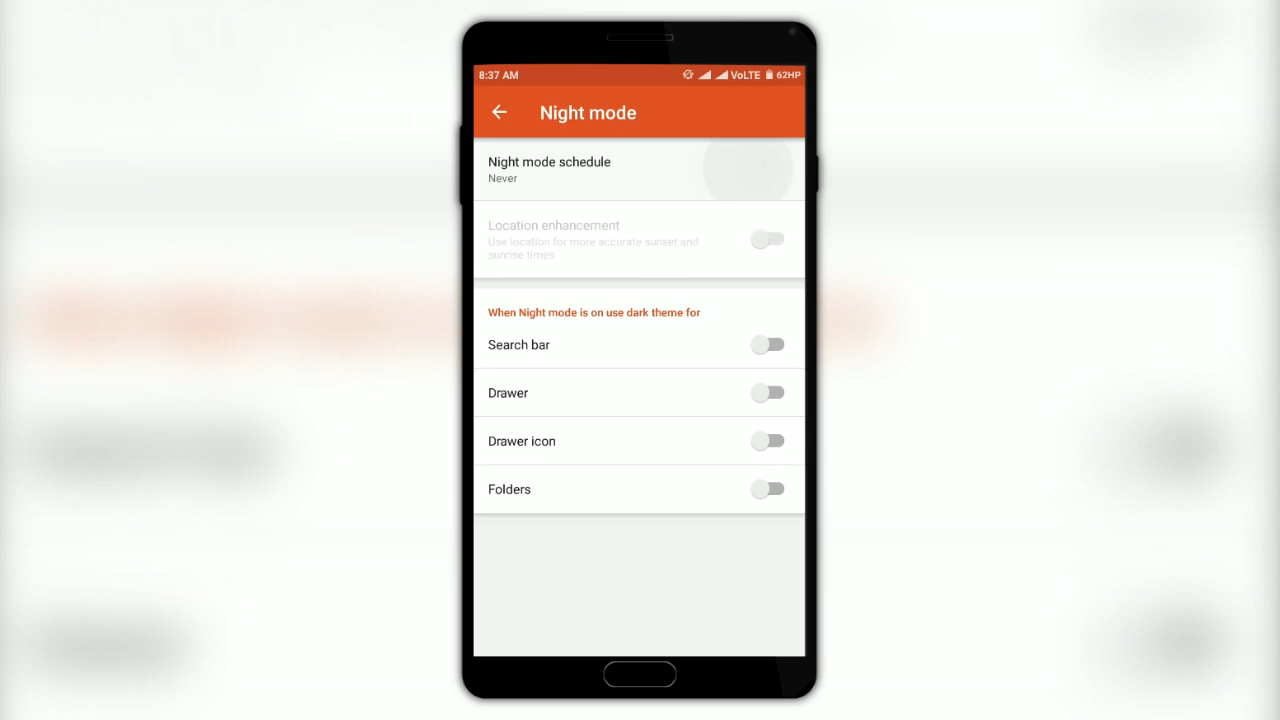 8:37 AM VoLTE 62HP
Night mode
Night mode schedule
Never
Location enhancement
Use location for more accurate sunset and
sunrise times
When Night mode is on use dark theme for
Search bar
Drawer
Drawer icon
Folders